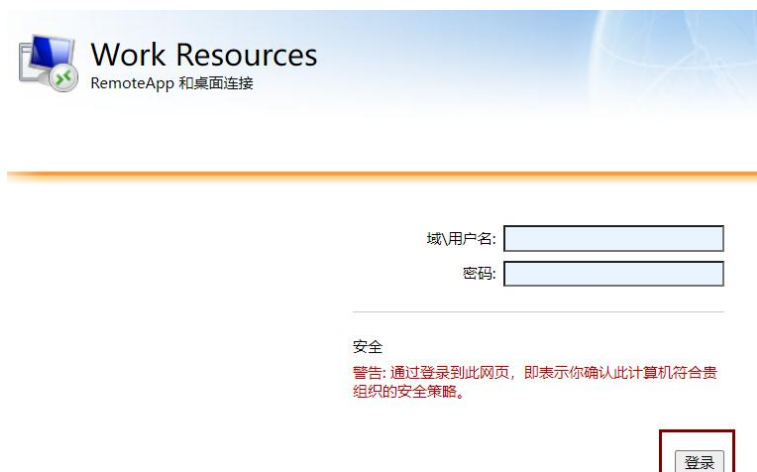 Work Resources
RemoteApp 和桌面连接
域\用户名:
密码:
安全
警告: 通过登录到此网页，即表示你确认此计算机符合贵
组织的安全策略。
登录